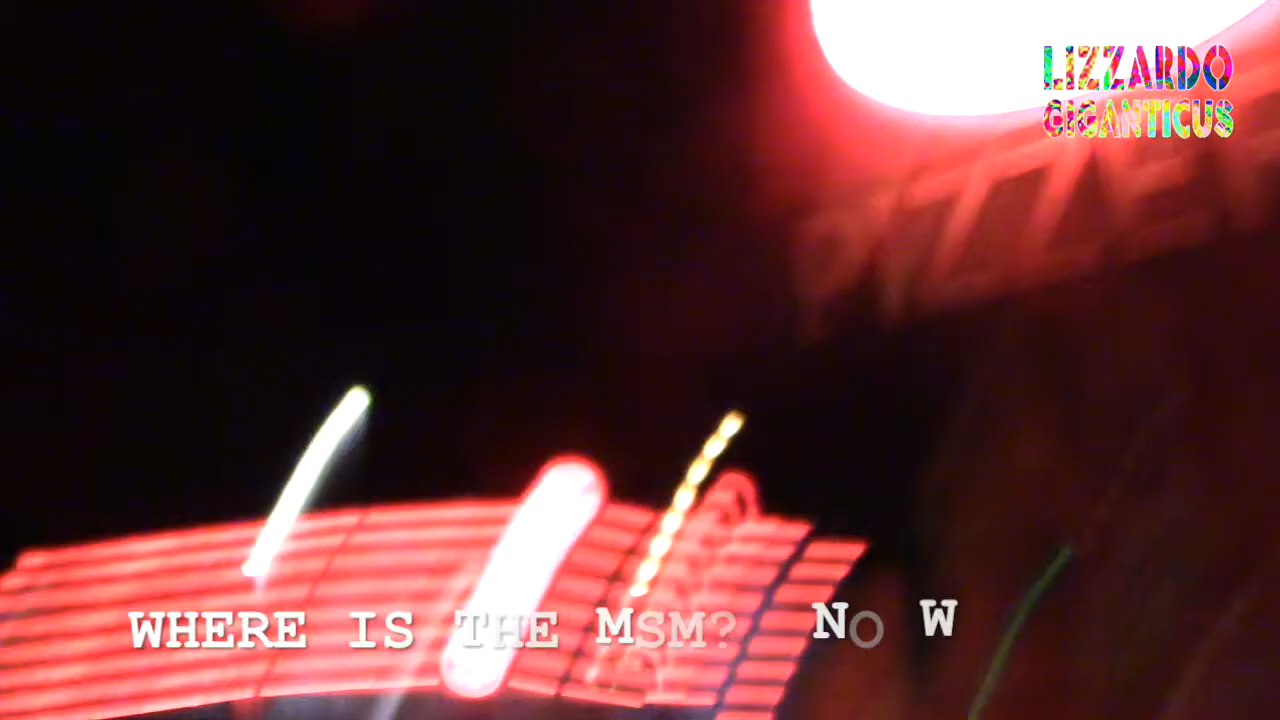 LIZZARDO
GIGANTICUS
WHERE IS THE MSM? NO W